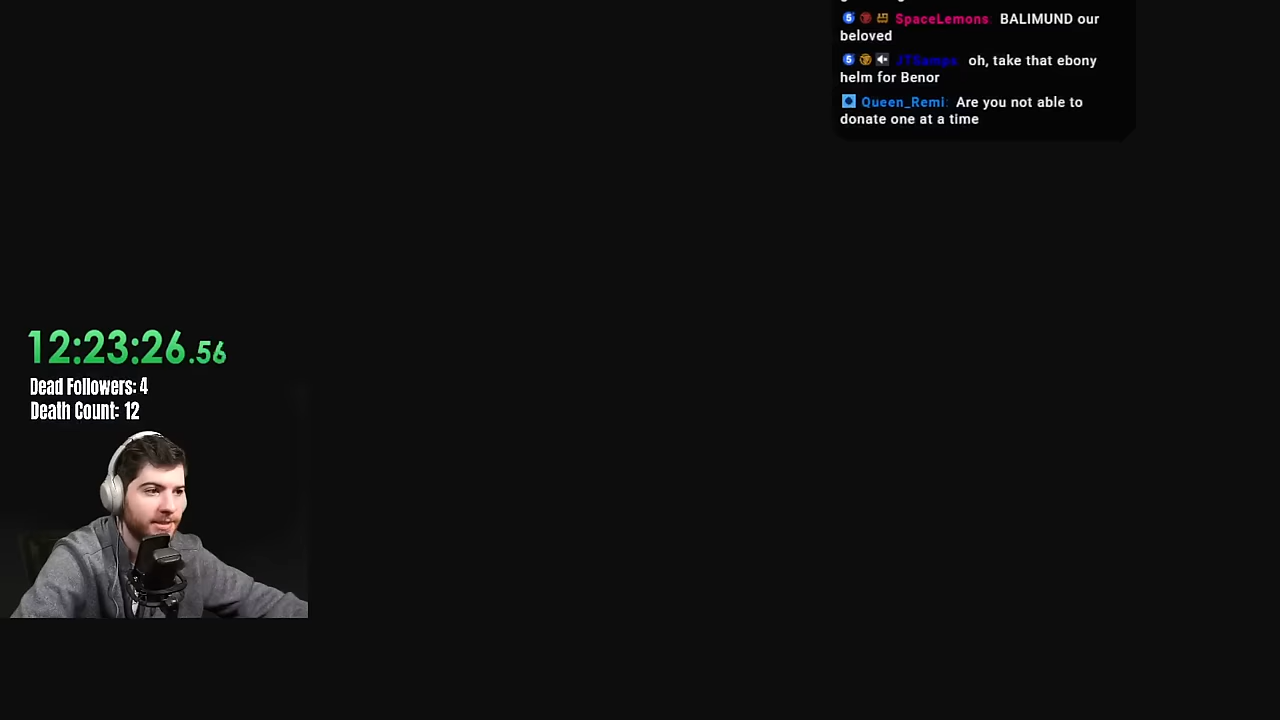 SpaceLemons: BALIMUND our
beloved
oh, take that ebony
helm for Benor
Queen_Remi: Are you not able to
donate one at a time
12:23:26.56
Dead Followers: 4
Death Count: 12